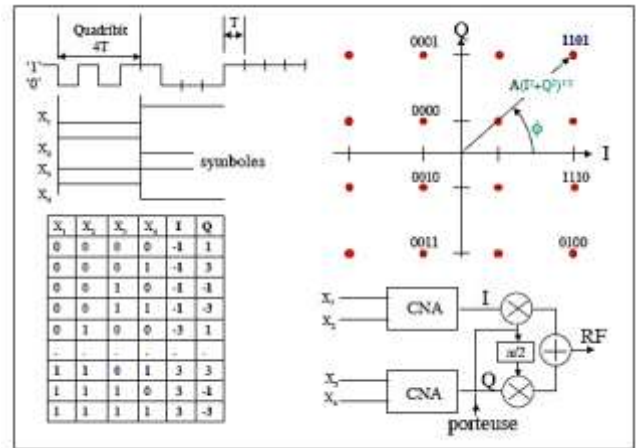 Quadribit
4T
T
'1'
'0'
X₁
X₂
X₃
X₄
symboles
X₁ X₂ X₃ X₄ I Q
0 0 0 0 -1 1
0 0 0 1 -1 3
0 0 1 0 -1 -1
0 0 1 1 -1 -3
0 1 0 0 -3 1
. . . . ... ...
1 1 0 1 3 3
1 1 1 0 3 -1
1 1 1 1 3 -3
Q
0001
1101
A(I²+Q²)¹ᐟ²
0000
ϕ
I
0010
1110
0011
0100
X₁
X₂
CNA
I
π/2
RF
X₃
X₄
CNA
Q
porteuse